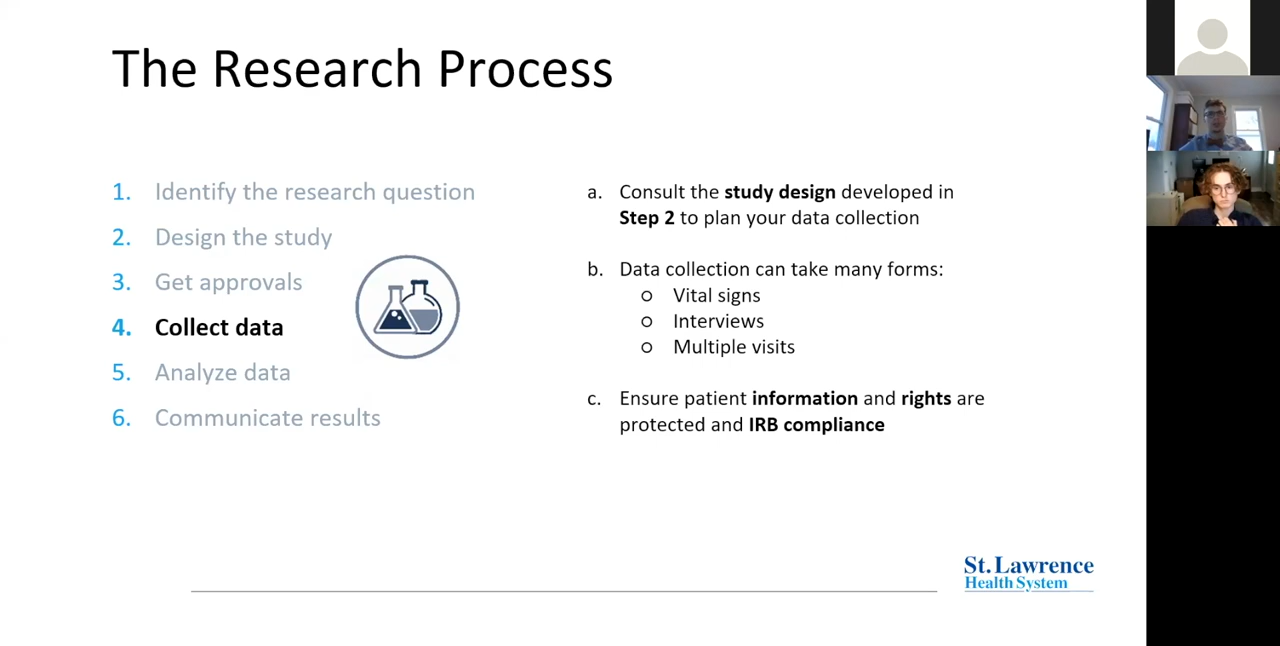 The Research Process
1. Identify the research question
2. Design the study
3. Get approvals
4. Collect data
5. Analyze data
6. Communicate results
a. Consult the study design developed in
Step 2 to plan your data collection
b. Data collection can take many forms:
o Vital signs
o Interviews
o Multiple visits
c. Ensure patient information and rights are
protected and IRB compliance
St. Lawrence
Health System